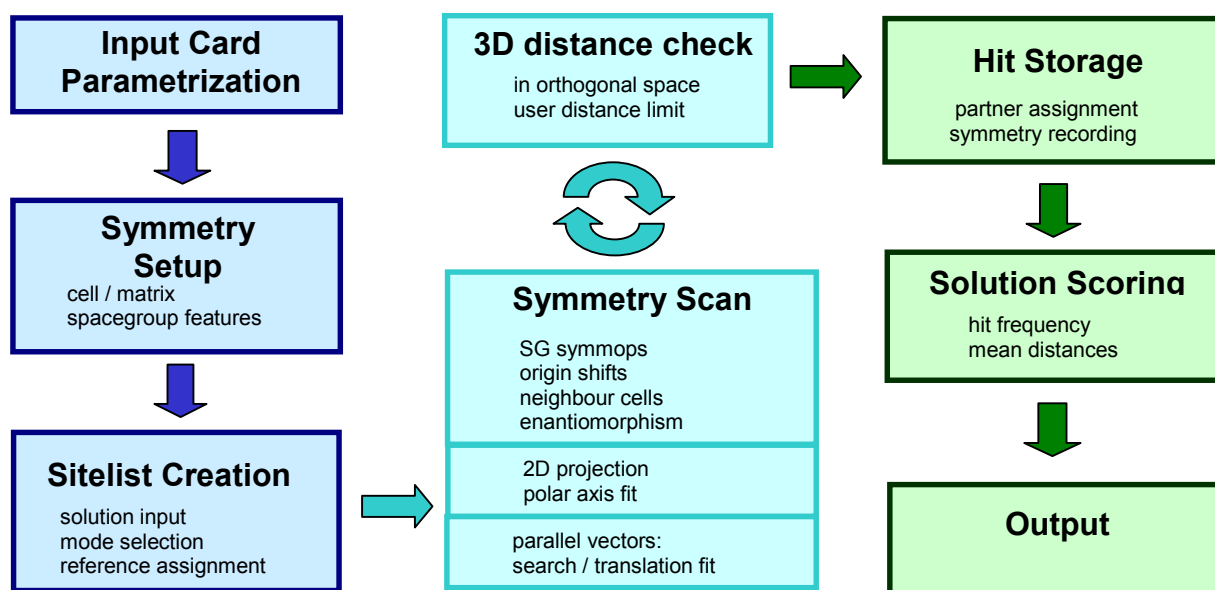 Input Card
Parametrization
Symmetry
Setup
cell / matrix
spacegroup features
Sitelist Creation
solution input
mode selection
reference assignment
3D distance check
in orthogonal space
user distance limit
Symmetry Scan
SG symmops
origin shifts
neighbour cells
enantiomorphism
2D projection
polar axis fit
parallel vectors:
search / translation fit
Hit Storage
partner assignment
symmetry recording
Solution Scoring
hit frequency
mean distances
Output